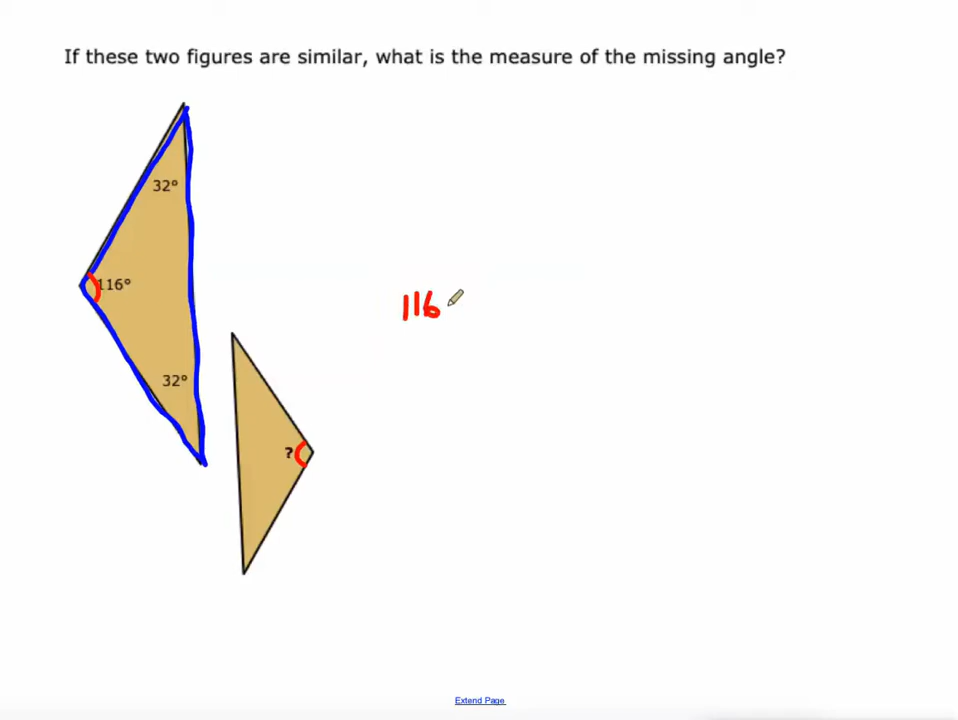 If these two figures are similar, what is the measure of the missing angle?
32°
116°
116
32°
?
Extend Page